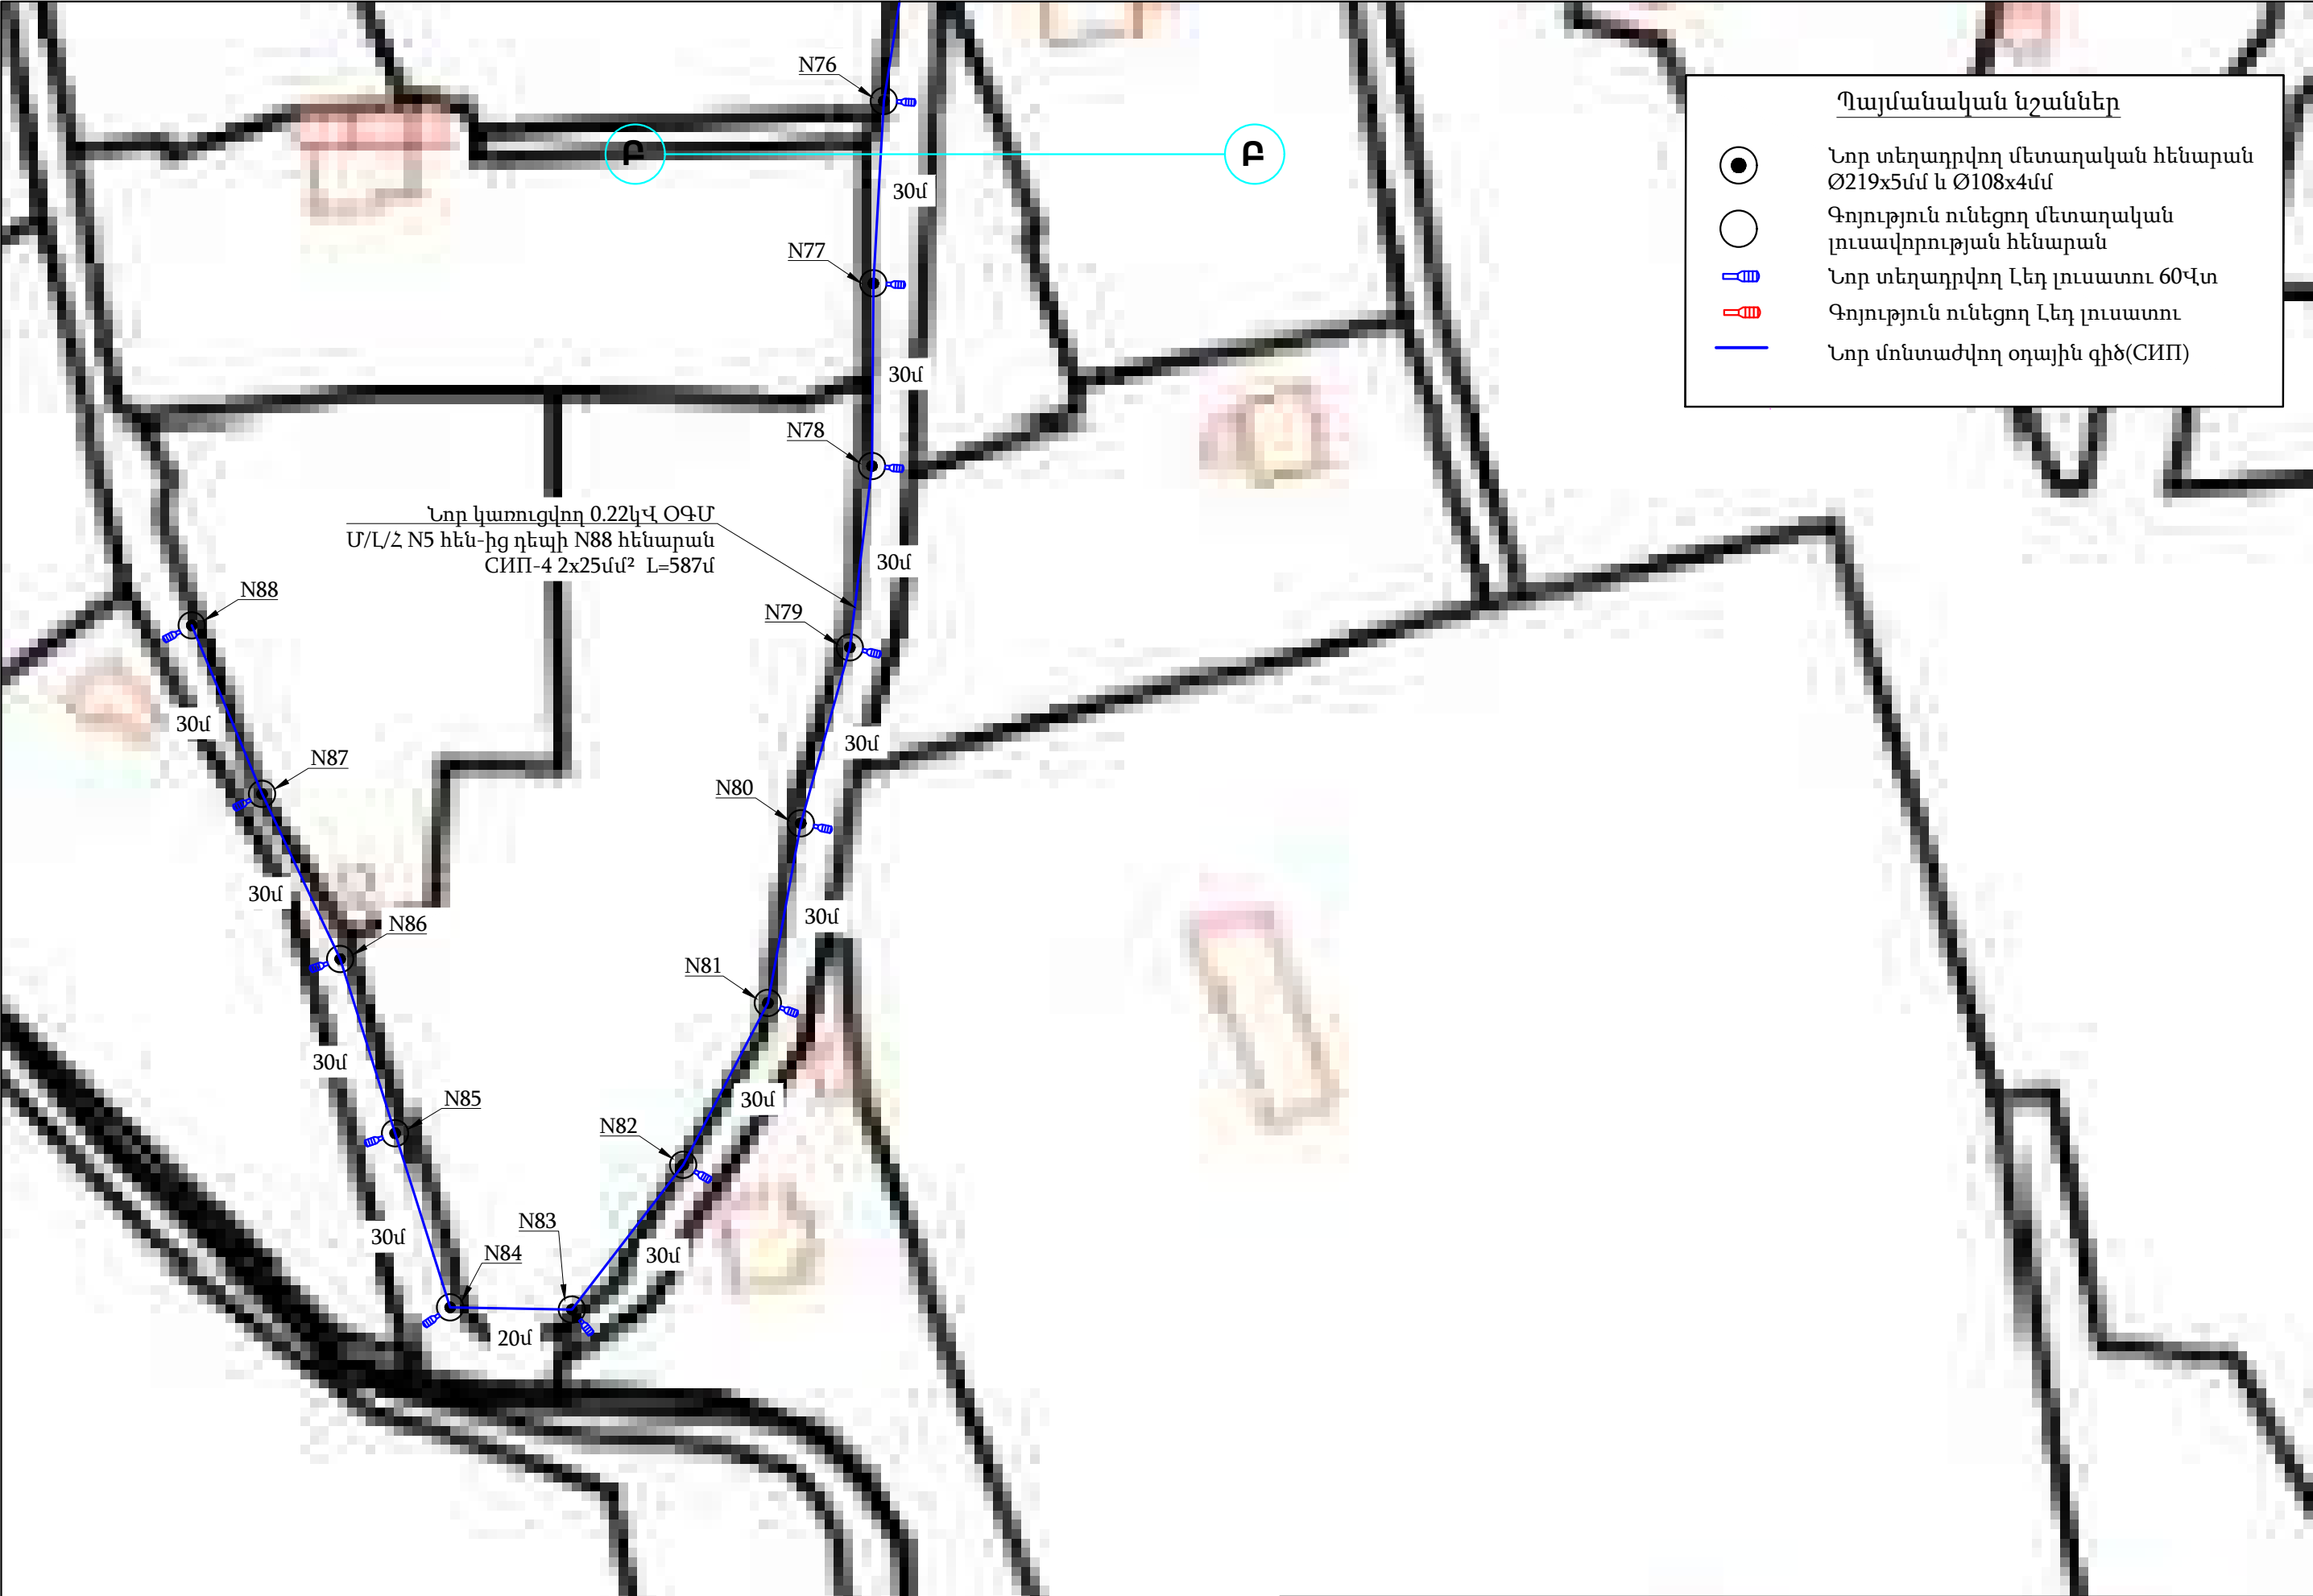 N76
Պայմանական նշաններ
Բ
Բ
Նոր տեղադրվող մետաղական հենարան
Ø219x5մմ և Ø108x4մմ
30մ
Գոյություն ունեցող մետաղական
լուսավորության հենարան
N77
Նոր տեղադրվող Լեդ լուսատու 60Վտ
Գոյություն ունեցող Լեդ լուսատու
Նոր մոնտաժվող օդային գիծ(СИП)
30մ
N78
Նոր կառուցվող 0.22կՎ ՕԳՄ
Մ/Լ/Հ N5 հեն-ից դեպի N88 հենարան
СИП-4 2x25մմ² L=587մ
30մ
N88
N79
30մ
30մ
N87
N80
30մ
30մ
N86
N81
30մ
30մ
N85
N82
30մ
N83
30մ
N84
20մ